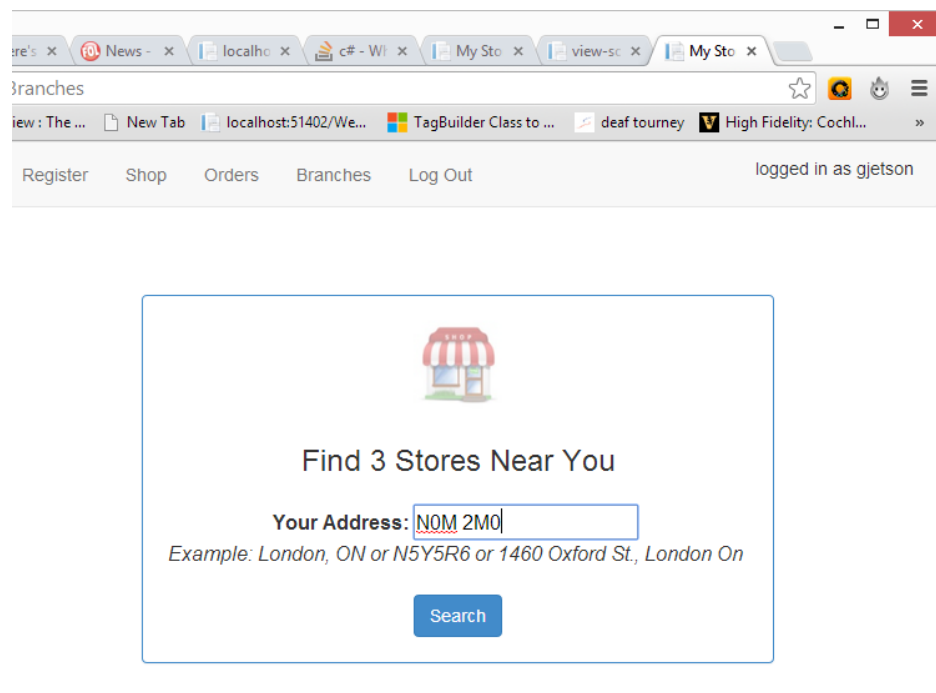 ere's × News - × localho × c# - Wh × My Sto × view-sc × My Sto ×
Branches
iew : The ... New Tab localhost:51402/We... TagBuilder Class to ... deaf tourney High Fidelity: Cochl... »
Register Shop Orders Branches Log Out logged in as gjetson
SHOP
Find 3 Stores Near You
Your Address: N0M 2M0
Example: London, ON or N5Y5R6 or 1460 Oxford St., London On
Search